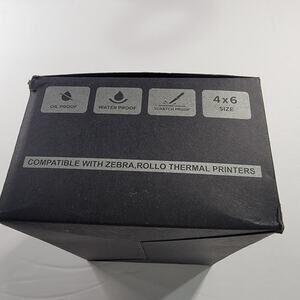 OIL PROOF
WATER PROOF
SCRATCH PROOF
4x6
SIZE
COMPATIBLE WITH ZEBRA,ROLLO THERMAL PRINTERS